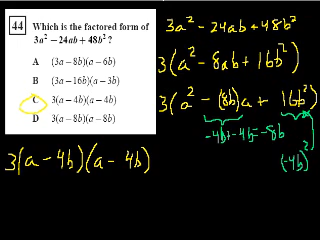 44 Which is the factored form of
3a² − 24ab + 48b² ?
A (3a − 8b)(a − 6b)
B (3a − 16b)(a − 3b)
C 3(a − 4b)(a − 4b)
D 3(a − 8b)(a − 8b)
3a² - 24ab + 48b²
3(a² - 8ab + 16b²)
3(a² - (8b)a + 16b²)
-4b + -4b = -8b
(-4b)²
3(a - 4b)(a - 4b)